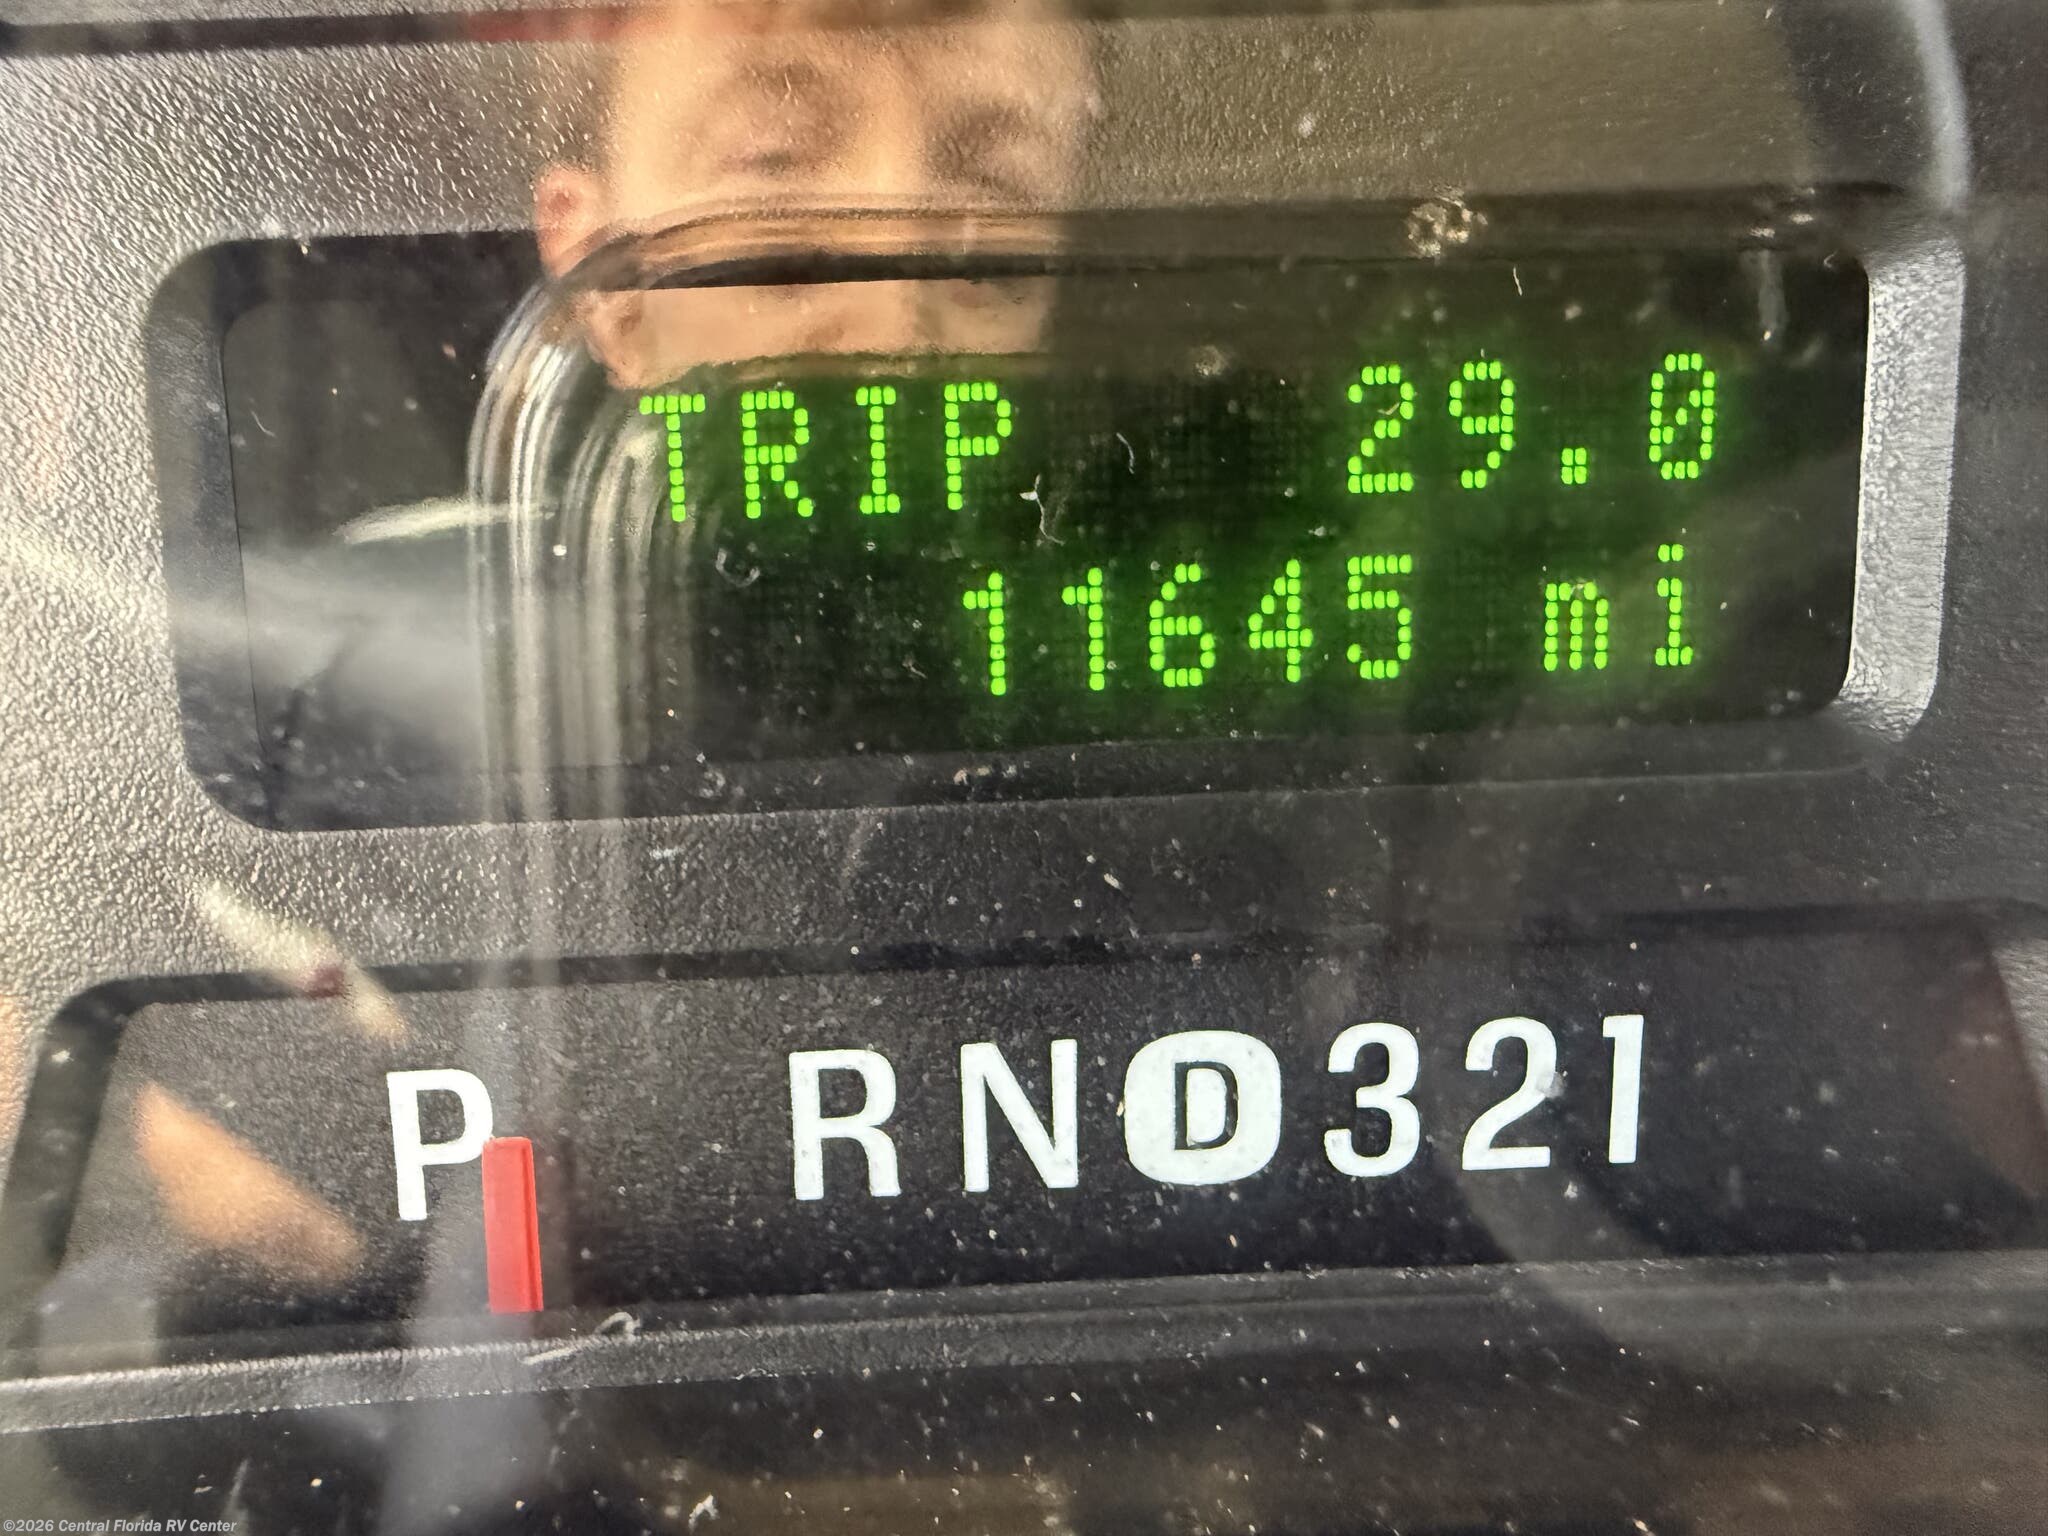 TRIP 29.0
11645 mi
P RND321
©2026 Central Florida RV Center